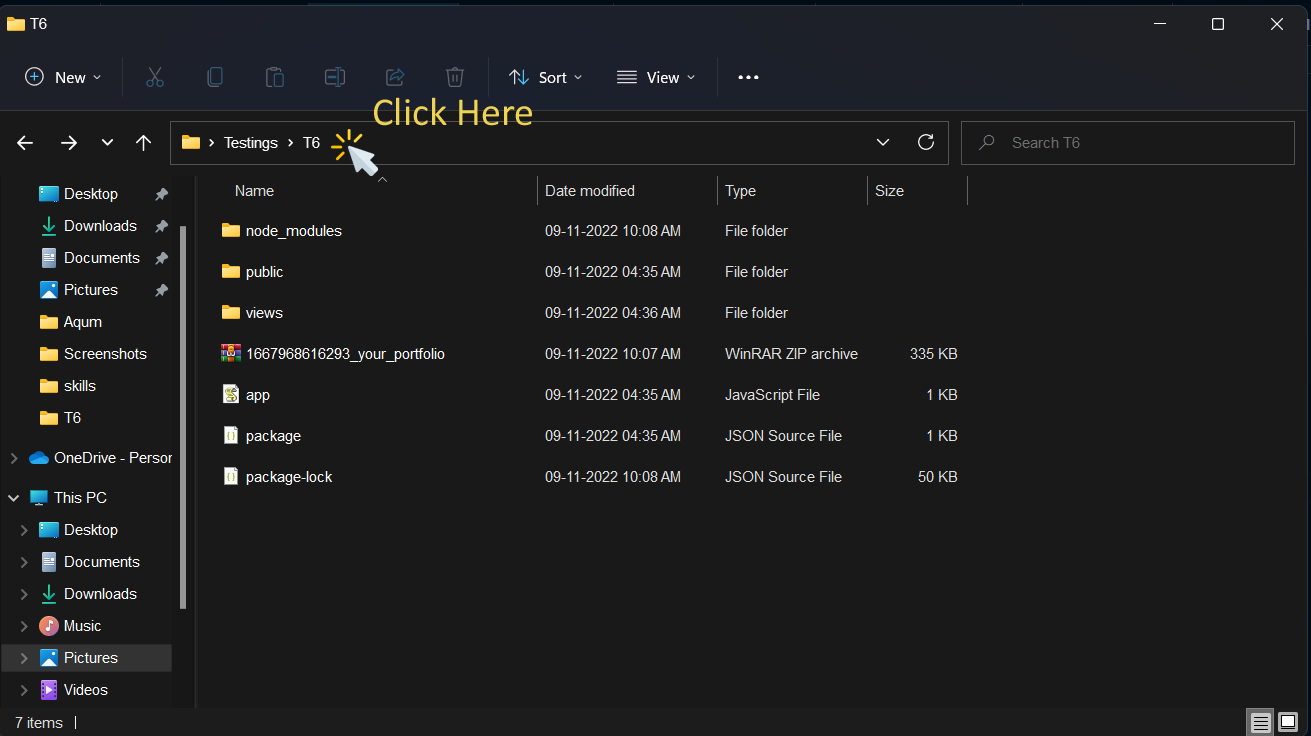 T6
New
Sort
View
Click Here
Testings
T6
Search T6
Name Date modified Type Size
Desktop
Downloads
Documents
Pictures
Aqum
Screenshots
skills
T6
OneDrive - Person
This PC
Desktop
Documents
Downloads
Music
Pictures
Videos
node_modules 09-11-2022 10:08 AM File folder
public 09-11-2022 04:35 AM File folder
views 09-11-2022 04:36 AM File folder
1667968616293_your_portfolio 09-11-2022 10:07 AM WinRAR ZIP archive 335 KB
app 09-11-2022 04:35 AM JavaScript File 1 KB
package 09-11-2022 04:35 AM JSON Source File 1 KB
package-lock 09-11-2022 10:08 AM JSON Source File 50 KB
7 items